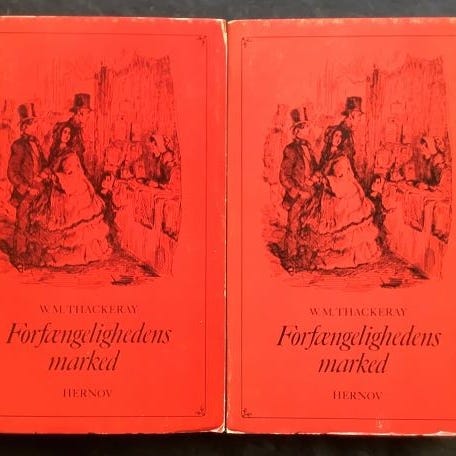 W. M. THACKERAY
Forfængelighedens
marked
HERNOV
W. M. THACKERAY
Forfængelighedens
marked
HERNOV